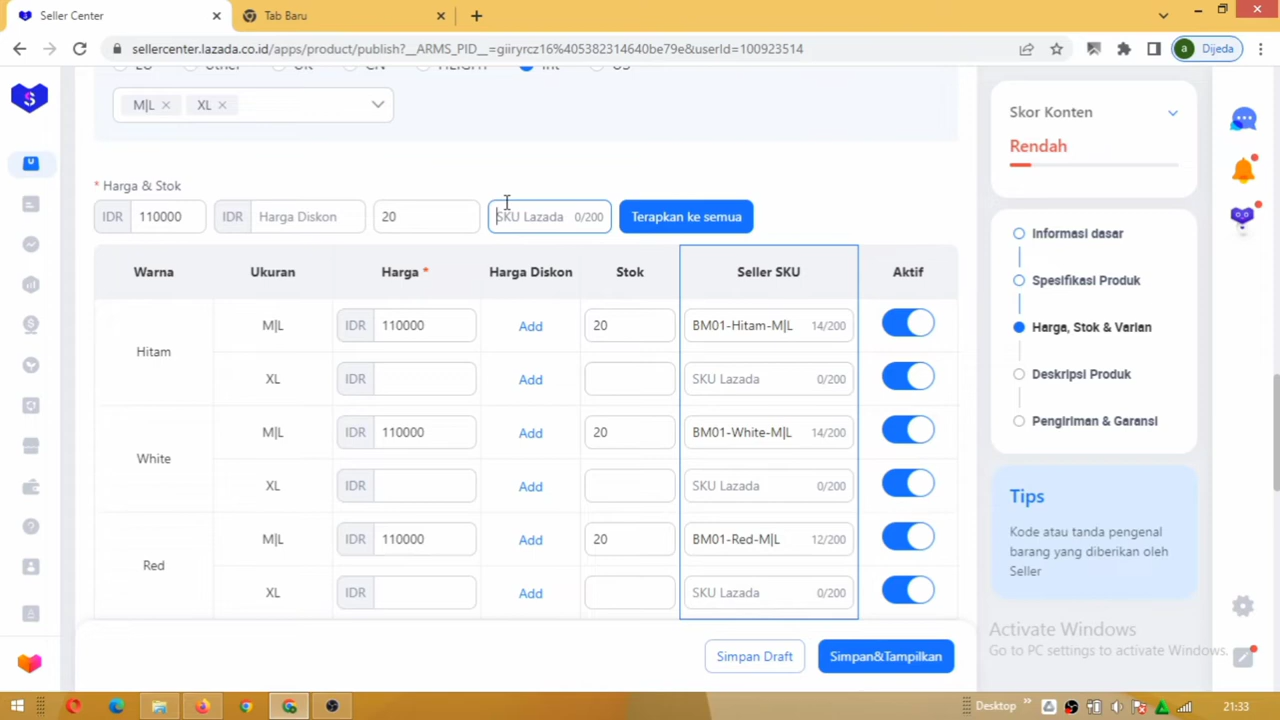 Seller Center
Tab Baru
sellercenter.lazada.co.id/apps/product/publish?__ARMS_PID__=giiryrcz16%405382314640be79e&userId=100923514
a Dijeda
M|L XL
Skor Konten
Rendah
* Harga & Stok
IDR 110000 IDR Harga Diskon 20 SKU Lazada 0/200 Terapkan ke semua
Warna Ukuran Harga * Harga Diskon Stok Seller SKU Aktif
Hitam
M|L IDR 110000 Add 20 BM01-Hitam-M|L 14/200
XL IDR Add SKU Lazada 0/200
White
M|L IDR 110000 Add 20 BM01-White-M|L 14/200
XL IDR Add SKU Lazada 0/200
Red
M|L IDR 110000 Add 20 BM01-Red-M|L 12/200
XL IDR Add SKU Lazada 0/200
Informasi dasar
Spesifikasi Produk
Harga, Stok & Varian
Deskripsi Produk
Pengiriman & Garansi
Tips
Kode atau tanda pengenal
barang yang diberikan oleh
Seller
Simpan Draft Simpan&Tampilkan
Activate Windows
Go to PC settings to activate Windows.
Desktop
21:33